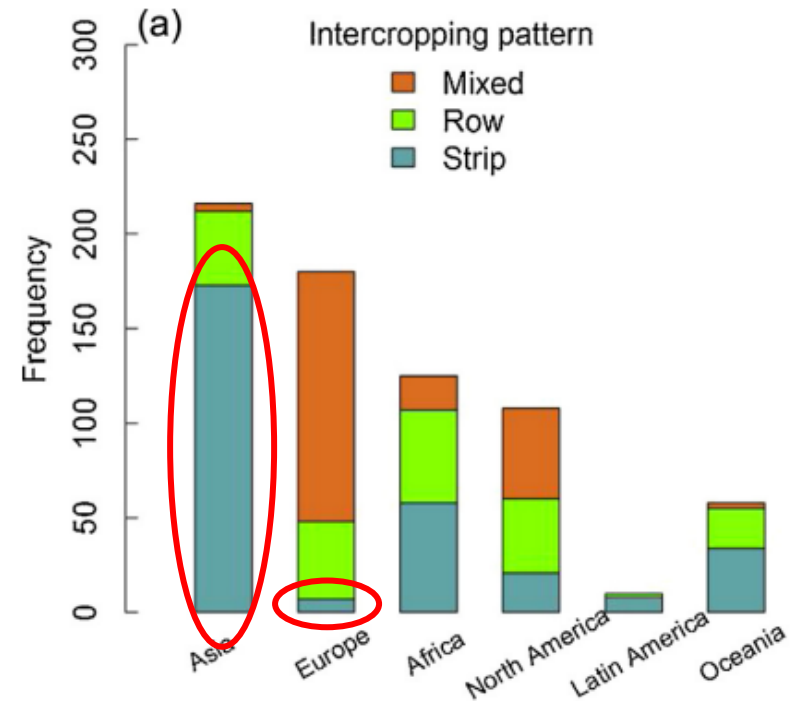 (a)
Intercropping pattern
Mixed
Row
Strip
Frequency
300
250
200
150
100
50
0
Asia
Europe
Africa
North America
Latin America
Oceania